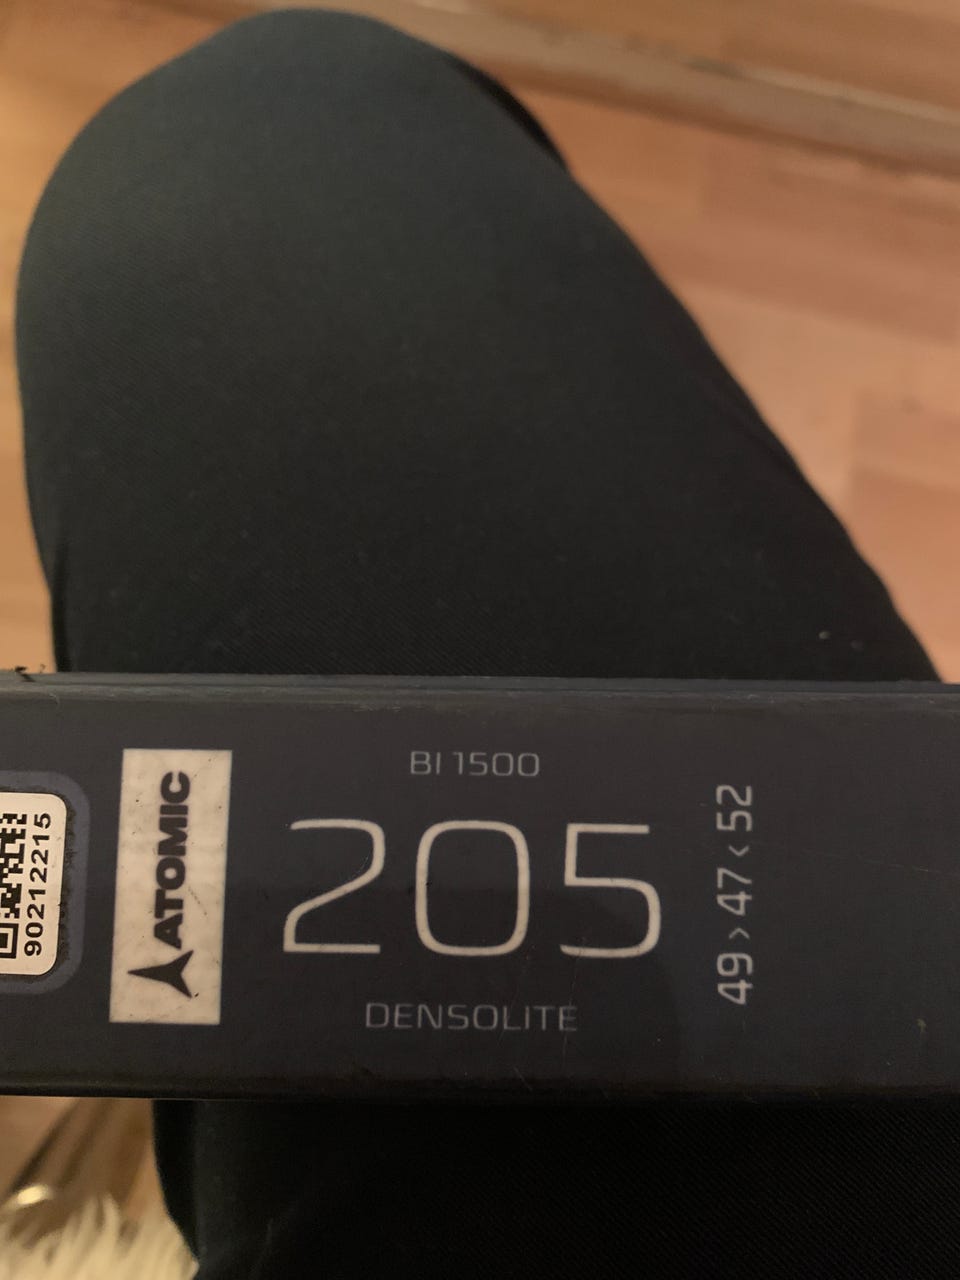 90212215
ATOMIC
BI 1500
205
DENSOLITE
49 > 47 < 52